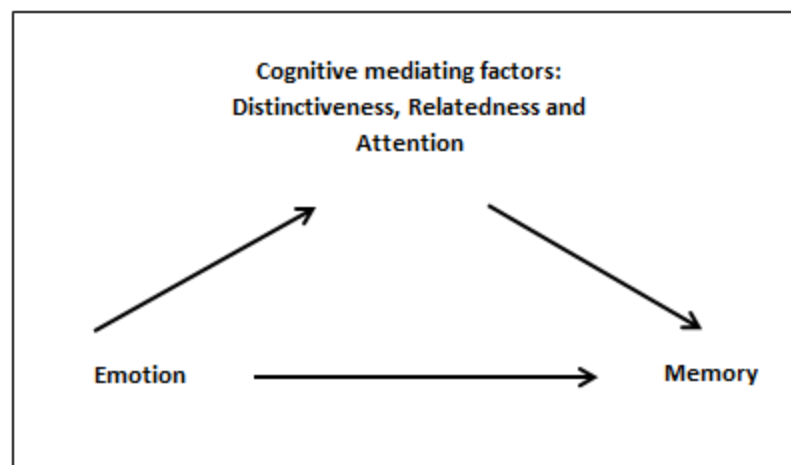 Cognitive mediating factors:
Distinctiveness, Relatedness and
Attention
Emotion
Memory